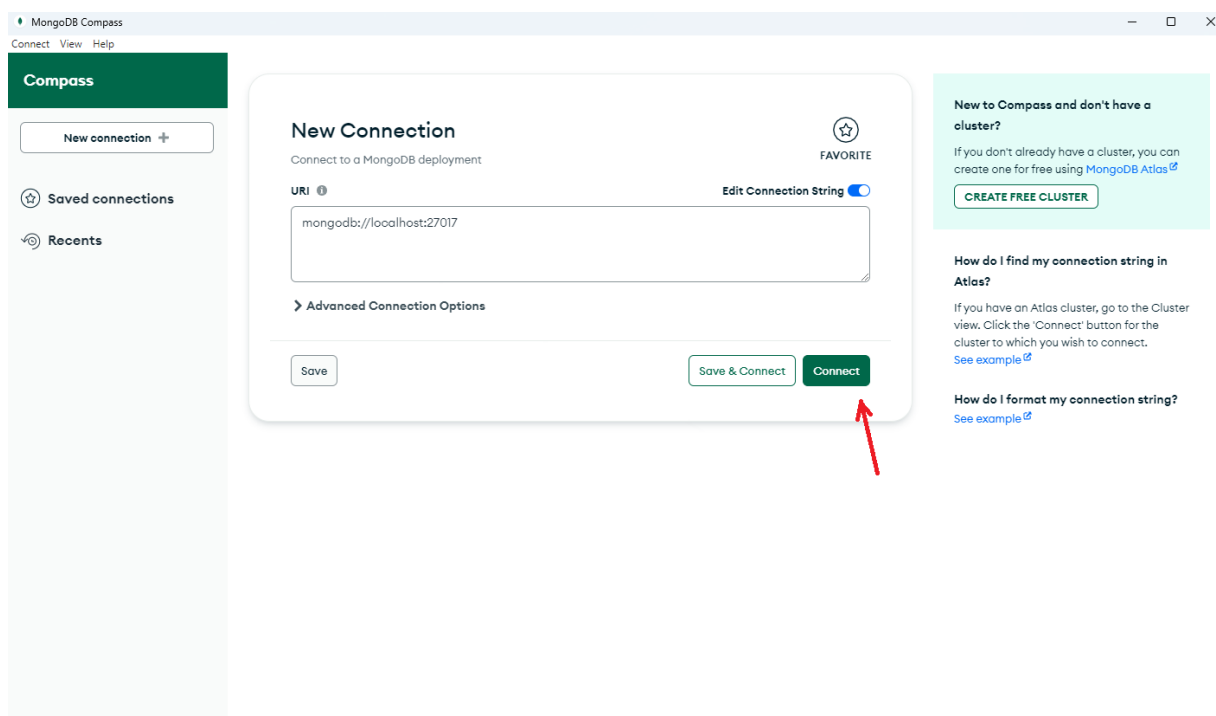 MongoDB Compass
Connect View Help
Compass
New connection
Saved connections
Recents
New Connection
Connect to a MongoDB deployment
FAVORITE
URI
Edit Connection String
mongodb://localhost:27017
Advanced Connection Options
Save
Save & Connect
Connect
New to Compass and don't have a
cluster?
If you don't already have a cluster, you can
create one for free using MongoDB Atlas
CREATE FREE CLUSTER
How do I find my connection string in
Atlas?
If you have an Atlas cluster, go to the Cluster
view. Click the 'Connect' button for the
cluster to which you wish to connect.
See example
How do I format my connection string?
See example